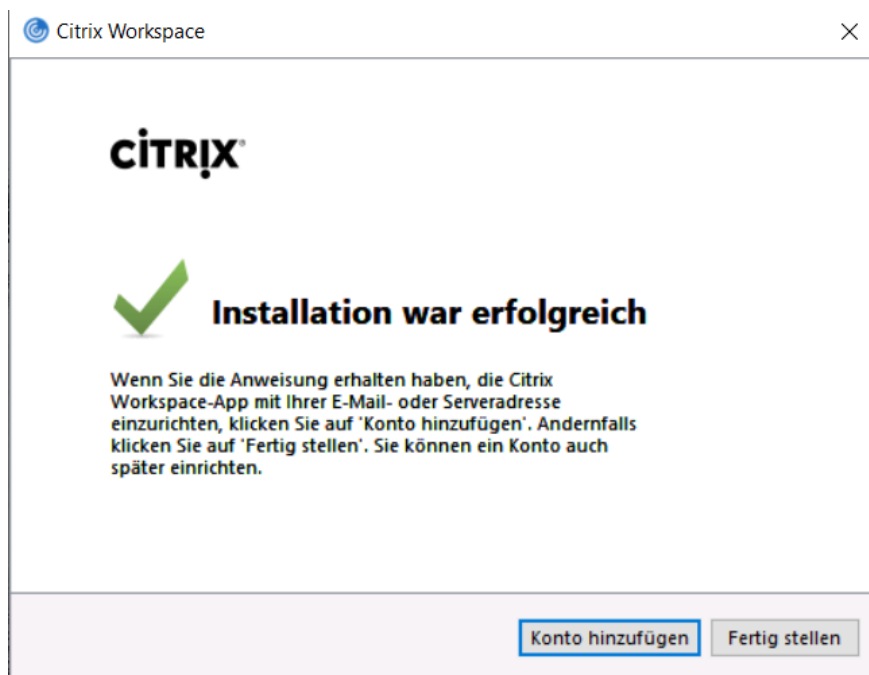 Citrix Workspace
CİTRIX®
Installation war erfolgreich
Wenn Sie die Anweisung erhalten haben, die Citrix
Workspace-App mit Ihrer E-Mail- oder Serveradresse
einzurichten, klicken Sie auf 'Konto hinzufügen'. Andernfalls
klicken Sie auf 'Fertig stellen'. Sie können ein Konto auch
später einrichten.
Konto hinzufügen
Fertig stellen